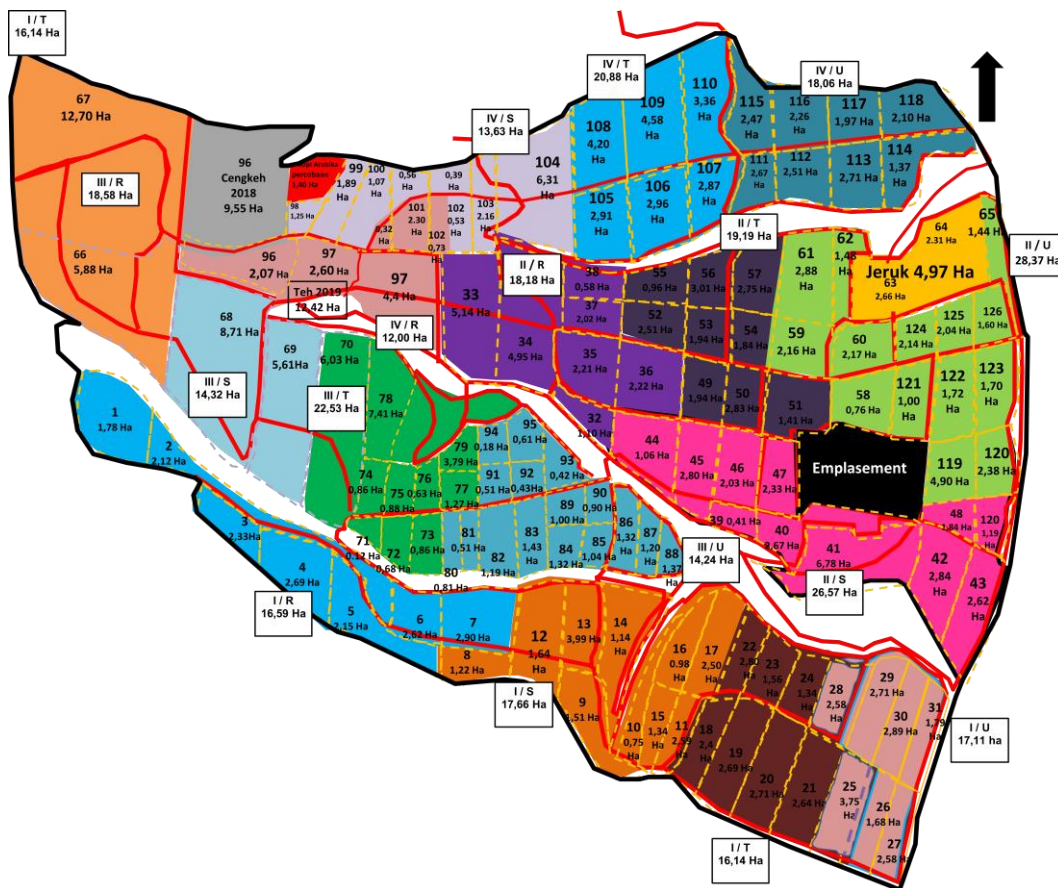 I / T
16,14 Ha
IV / T
20,88 Ha
IV / U
18,06 Ha
IV / S
13,63 Ha
67
12,70 Ha
III / R
18,58 Ha
66
5,88 Ha
96
Cengkeh
2018
9,55 Ha
percobaan
1,40 Ha
98
1,25 Ha
99
1,89
Ha
100
1,07
Ha
0,56
Ha
0,39
Ha
0,32
Ha
101
2.30
Ha
102
0,53
Ha
102
0,73
Ha
103
2.16
Ha
104
6,31
Ha
108
4,20
Ha
109
4,58
Ha
110
3,36
Ha
105
2,91
Ha
106
2,96
Ha
107
2,87
Ha
115
2,47
Ha
116
2,26
Ha
117
1,97 Ha
118
2,10 Ha
111
2,67
Ha
112
2,51 Ha
113
2,71 Ha
114
1,37
Ha
II / T
19,19 Ha
II / U
28,37 Ha
II / R
18,18 Ha
96
2,07 Ha
97
2,60 Ha
97
4,4 Ha
Teh 2019
12,42 Ha
IV / R
12,00 Ha
33
5,14 Ha
34
4,95 Ha
38
0,58 Ha
37
2,02 Ha
35
2,21 Ha
36
2,22 Ha
32
1,10 Ha
55
0,96 Ha
56
3,01 Ha
57
2,75 Ha
52
2,51 Ha
53
1,94 Ha
54
1,84 Ha
49
1,94 Ha
50
2,83 Ha
51
1,41 Ha
61
2,88
Ha
62
1,48
Ha
64
2.31 Ha
65
1,44 Ha
Jeruk 4,97 Ha
63
2,66 Ha
59
2,16 Ha
60
2,17 Ha
124
2,14 Ha
125
2,04 Ha
126
1,60 Ha
58
0,76 Ha
121
1,00
Ha
122
1,72
Ha
123
1,70
Ha
119
4,90 Ha
120
2,38 Ha
Emplasement
68
8,71 Ha
69
5,61Ha
III / S
14,32 Ha
III / T
22,53 Ha
70
6,03 Ha
78
7,41 Ha
79
3,79 Ha
74
0,86 Ha
75
0,88 Ha
76
0,63 Ha
77
1,27 Ha
71
0,12 Ha
72
0,68 Ha
73
0,86 Ha
94
0,18 Ha
95
0,61 Ha
93
0,42 Ha
91
0,51 Ha
92
0,43Ha
89
1,00 Ha
90
0,90 Ha
81
0,51 Ha
82
1,19 Ha
83
1,43
Ha
84
1,32 Ha
85
1,04 Ha
86
1,32
Ha
87
1,20
Ha
88
1,37
Ha
80
0,81 Ha
III / U
14,24 Ha
44
1,06 Ha
45
2,80 Ha
46
2,03 Ha
47
2,33 Ha
39 0,41 Ha
40
41
6,78 Ha
48
1,84 Ha
120
1,19
Ha
42
2,84
Ha
43
2,62
Ha
II / S
26,57 Ha
1
1,78 Ha
2
2,12 Ha
3
2,33Ha
4
2,69 Ha
5
2,15 Ha
6
2,62 Ha
7
2,90 Ha
I / R
16,59 Ha
8
1,22 Ha
12
1,64
Ha
13
3,99 Ha
14
1,14
Ha
9
1,51 Ha
I / S
17,66 Ha
16
0.98 Ha
17
2,50
Ha
10
0,75
Ha
15
1,34
Ha
11
2,59
Ha
18
2,4
Ha
22
2,80
Ha
23
1,56
Ha
24
1,34
Ha
28
2,58
Ha
29
2,71 Ha
30
2,89 Ha
31
1,79
Ha
19
2,69 Ha
20
2,71 Ha
21
2,64 Ha
25
3,75
Ha
26
1,68 Ha
27
2,58 Ha
I / U
17,11 ha
I / T
16,14 Ha